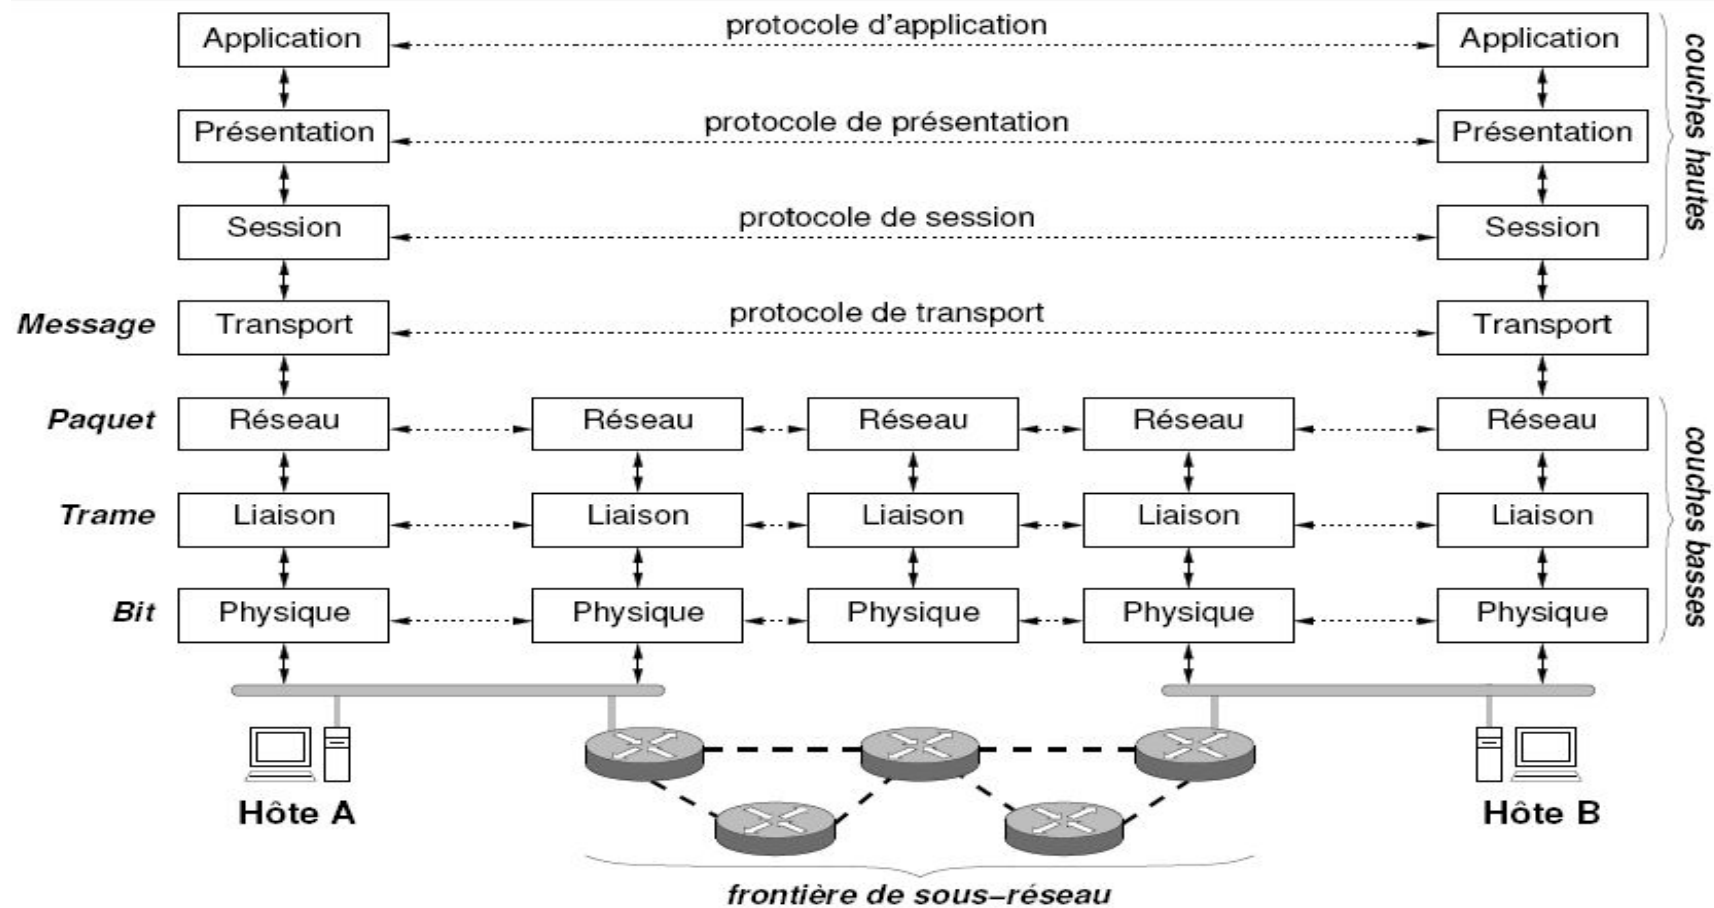 Application
protocole d'application
Application
Présentation
protocole de présentation
Présentation
Session
protocole de session
Session
couches hautes
Message
Transport
protocole de transport
Transport
Paquet
Réseau
Réseau
Réseau
Réseau
Réseau
Trame
Liaison
Liaison
Liaison
Liaison
Liaison
Bit
Physique
Physique
Physique
Physique
Physique
couches basses
Hôte A
Hôte B
frontière de sous–réseau